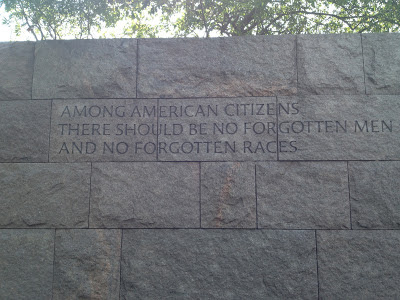 AMONG AMERICAN CITIZENS
THERE SHOULD BE NO FORGOTTEN MEN
AND NO FORGOTTEN RACES